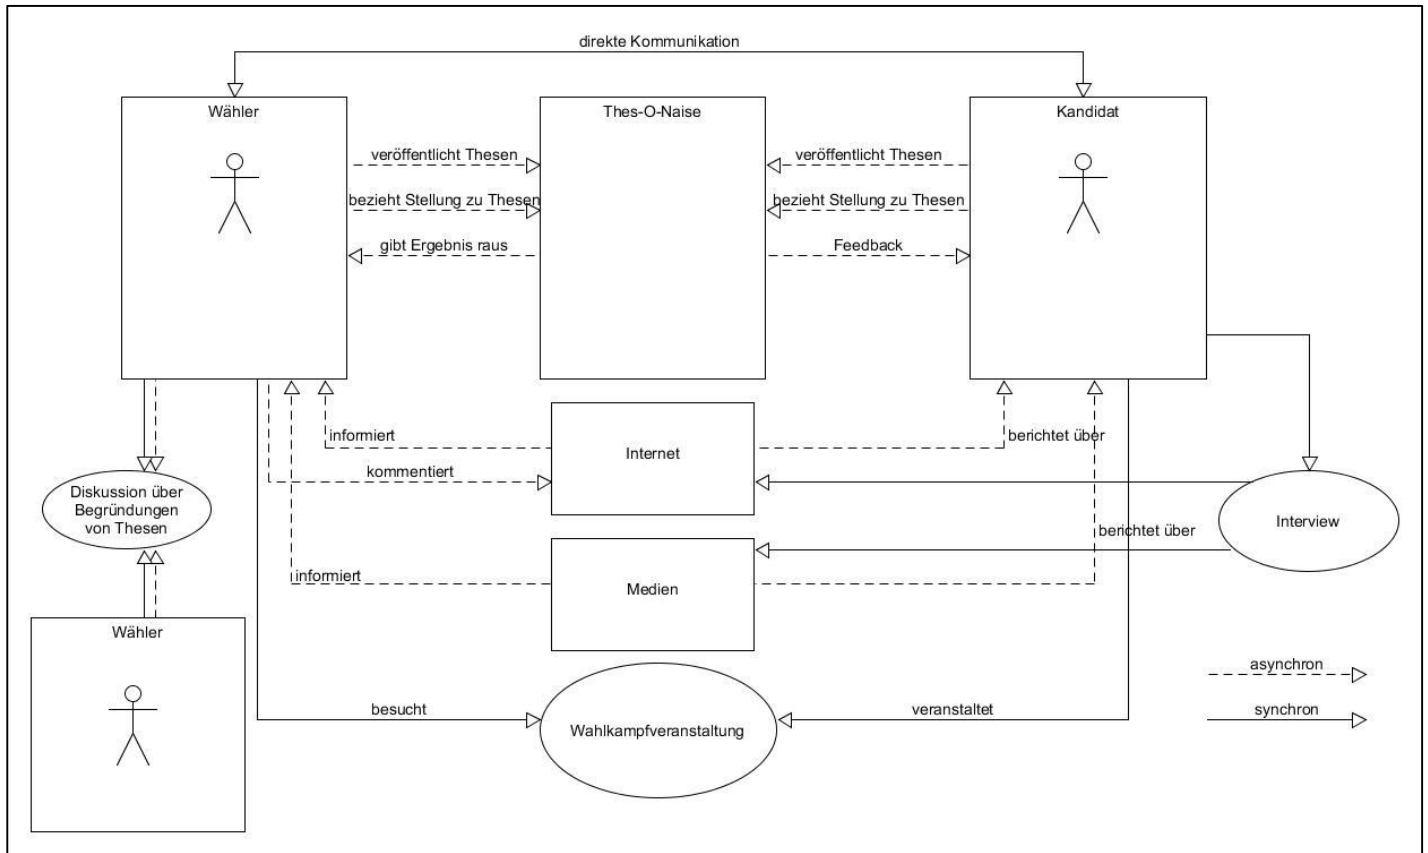 direkte Kommunikation
Wähler
Thes-O-Naise
Kandidat
veröffentlicht Thesen
veröffentlicht Thesen
bezieht Stellung zu Thesen
bezieht Stellung zu Thesen
gibt Ergebnis raus
Feedback
informiert
Internet
berichtet über
kommentiert
Diskussion über
Begründungen
von Thesen
Interview
berichtet über
informiert
Medien
Wähler
asynchron
besucht
veranstaltet
synchron
Wahlkampfveranstaltung